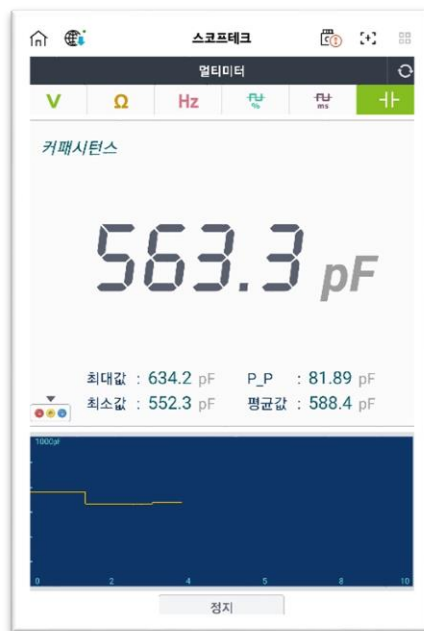 스코프테크
멀티미터
V Ω Hz % ms
커패시턴스
563.3 pF
최대값 : 634.2 pF P_P : 81.89 pF
최소값 : 552.3 pF 평균값 : 588.4 pF
1000pf
0 2 4 5 8 10
정지